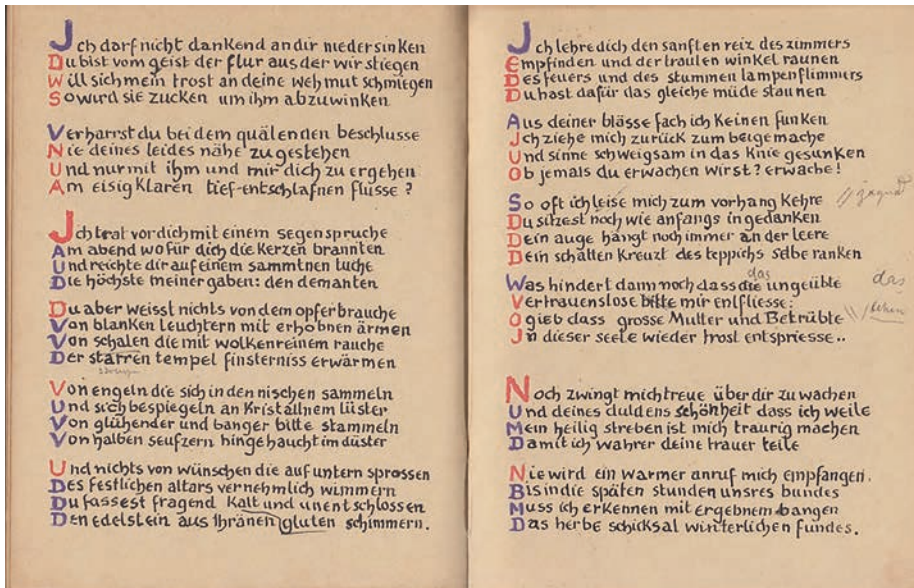 Jch darf nicht dankend an dir niedersinken
Du bist vom geist der flur aus der wir stiegen
Will sich mein trost an deine wehmut schmiegen
So wird sie zucken um ihm abzuwinken
Verharrst du bei dem quälenden beschlusse
Nie deines leides nähe zu gestehen
Und nur mit ihm und mir dich zu ergehen
Am eisig klaren tief-entschlafnen flusse ?
Jch trat vor dich mit einem segenspruche
Am abend wo für dich die kerzen brannten
Und reichte dir auf einem sammtnen tuche
Die höchste meiner gaben: den demanten
Du aber weisst nichts von dem opferbrauche
Von blanken leuchtern mit erhobnen ärmen
Von schalen die mit wolkenreinem rauche
Der starren tempel finsterniss erwärmen
Von engeln die sich in den nischen sammeln
Und sich bespiegeln an kristallnem lüster
Von glühender und banger bitte stammeln
Von halben seufzern hingehaucht im düster
Und nichts von wünschen die auf untern sprossen
Des festlichen altars vernehmlich wimmern
Du fassest fragend kalt und unentschlossen
Den edelstein aus thränen gluten schimmern.
Jch lehre dich den sanften reiz des zimmers
Empfinden und der traulen winkel raunen
Des feuers und des stummen lampenflimmers
Du hast dafür das gleiche müde staunen
Aus deiner blässe fach ich keinen funken
Jch ziehe mich zurück zum beigemache
Und sinne schweigsam in das knie gesunken
Ob jemals du erwachen wirst? erwache!
So oft ich leise mich zum vorhang kehre
Du sitzest noch wie anfangs in gedanken
Dein auge hängt noch immer an der leere
Dein schatten kreuzt des teppichs selbe ranken
das
Was hindert dann noch dass die ungeübte
das
Vertrauenslose bitte mir entfliesse:
O gieb dass grosse Mutter und Betrübte
Jn dieser seele wieder trost entspriesse..
Noch zwingt mich treue über dir zu wachen
Und deines duldens schönheit dass ich weile
Mein heilig streben ist mich traurig machen
Damit ich wahrer deine trauer teile
Nie wird ein warmer anruf mich empfangen.
Bis in die späten stunden unsres bundes
Muss ich erkennen mit ergebnem bangen
Das herbe schicksal winterlichen fundes.